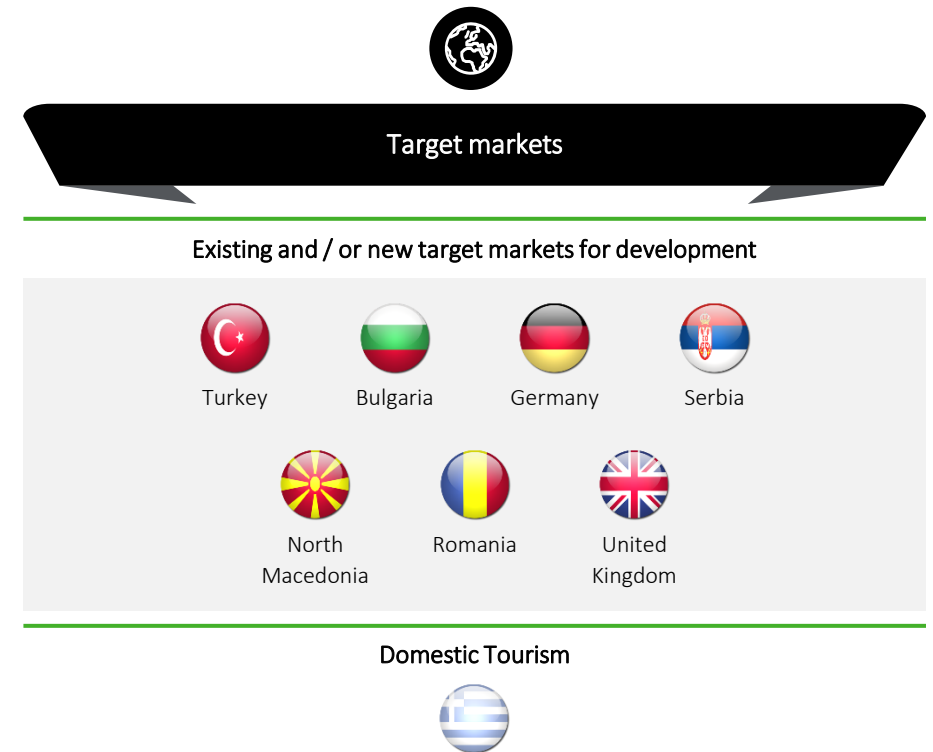 Target markets
Existing and / or new target markets for development
Turkey
Bulgaria
Germany
Serbia
North
Macedonia
Romania
United
Kingdom
Domestic Tourism